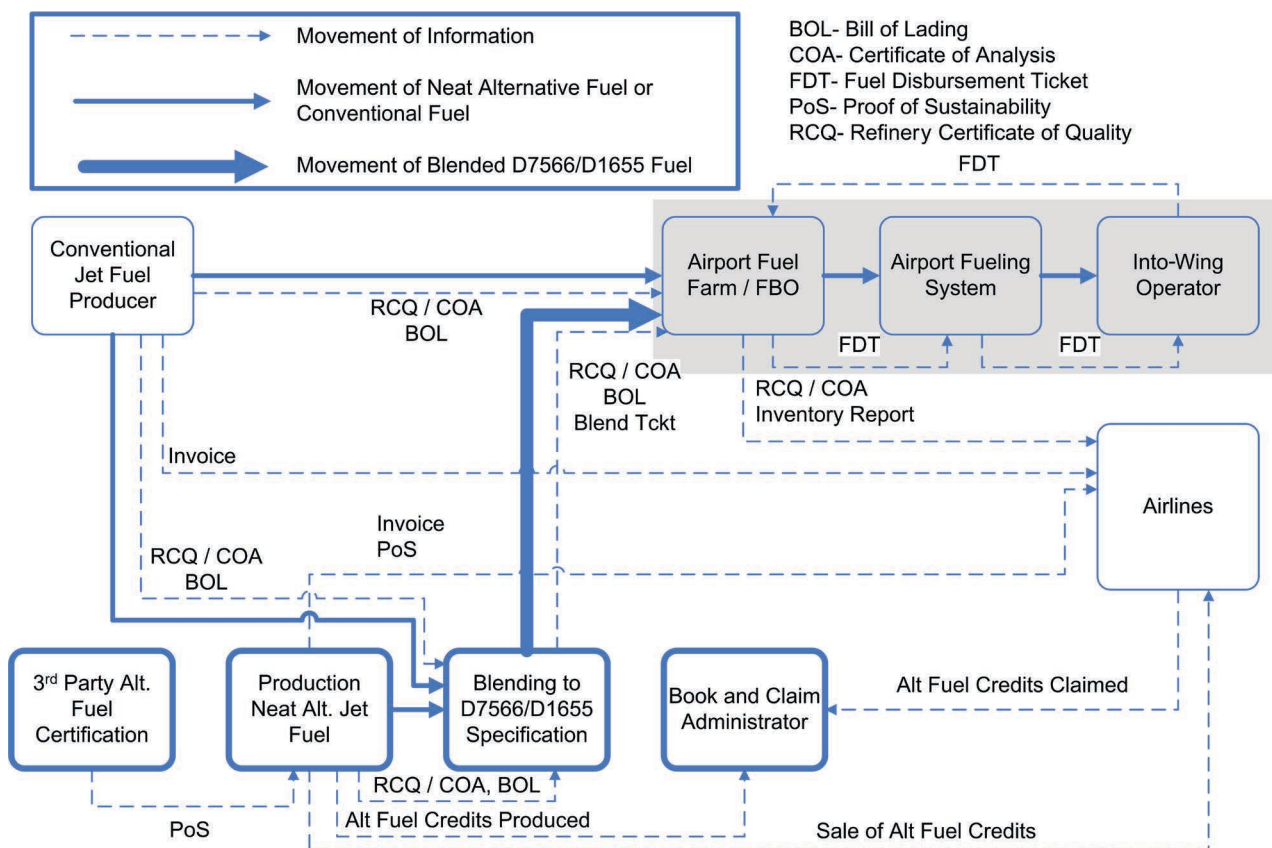 Movement of Information
Movement of Neat Alternative Fuel or
Conventional Fuel
Movement of Blended D7566/D1655 Fuel
BOL- Bill of Lading
COA- Certificate of Analysis
FDT- Fuel Disbursement Ticket
PoS- Proof of Sustainability
RCQ- Refinery Certificate of Quality
FDT
Conventional
Jet Fuel
Producer
Airport Fuel
Farm / FBO
Airport Fueling
System
Into-Wing
Operator
RCQ / COA
BOL
FDT
FDT
RCQ / COA
BOL
Blend Tckt
RCQ / COA
Inventory Report
Invoice
Airlines
Invoice
PoS
RCQ / COA
BOL
3rd Party Alt.
Fuel
Certification
Production
Neat Alt. Jet
Fuel
Blending to
D7566/D1655
Specification
Book and Claim
Administrator
Alt Fuel Credits Claimed
RCQ / COA, BOL
PoS
Alt Fuel Credits Produced
Sale of Alt Fuel Credits